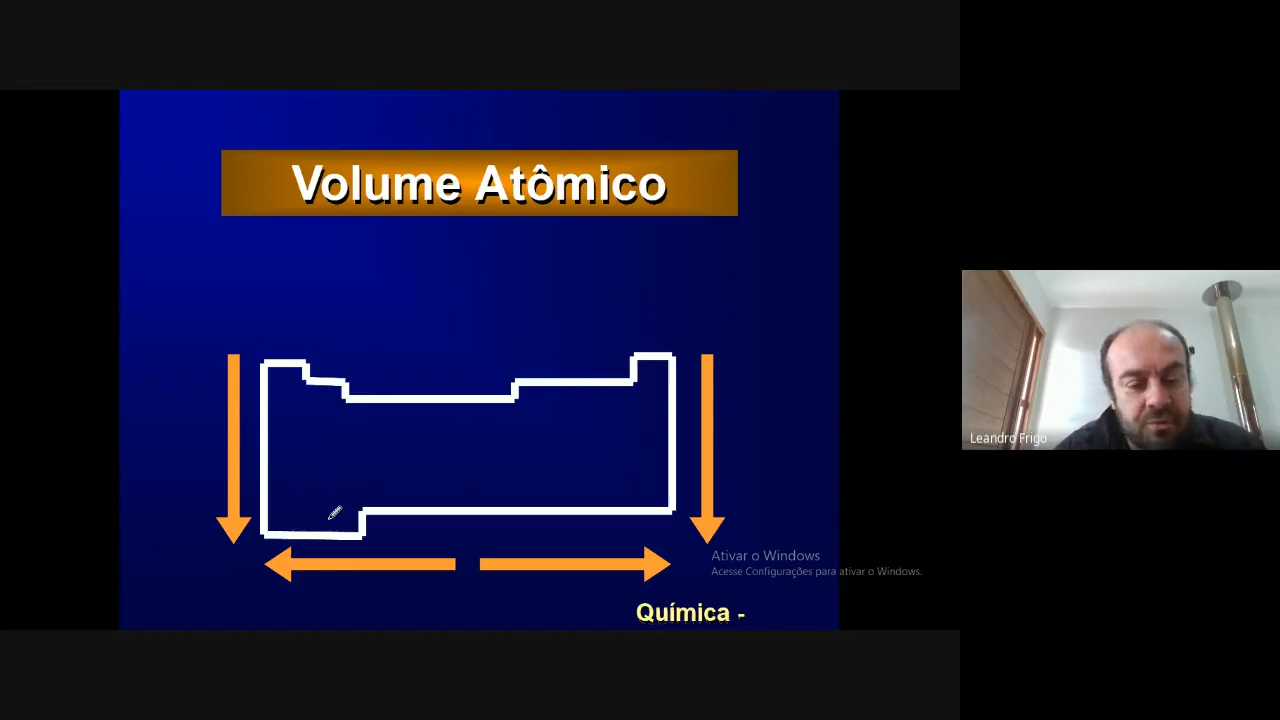 Volume Atômico
Leandro Frigo
Ativar o Windows
Acesse Configurações para ativar o Windows.
Química -